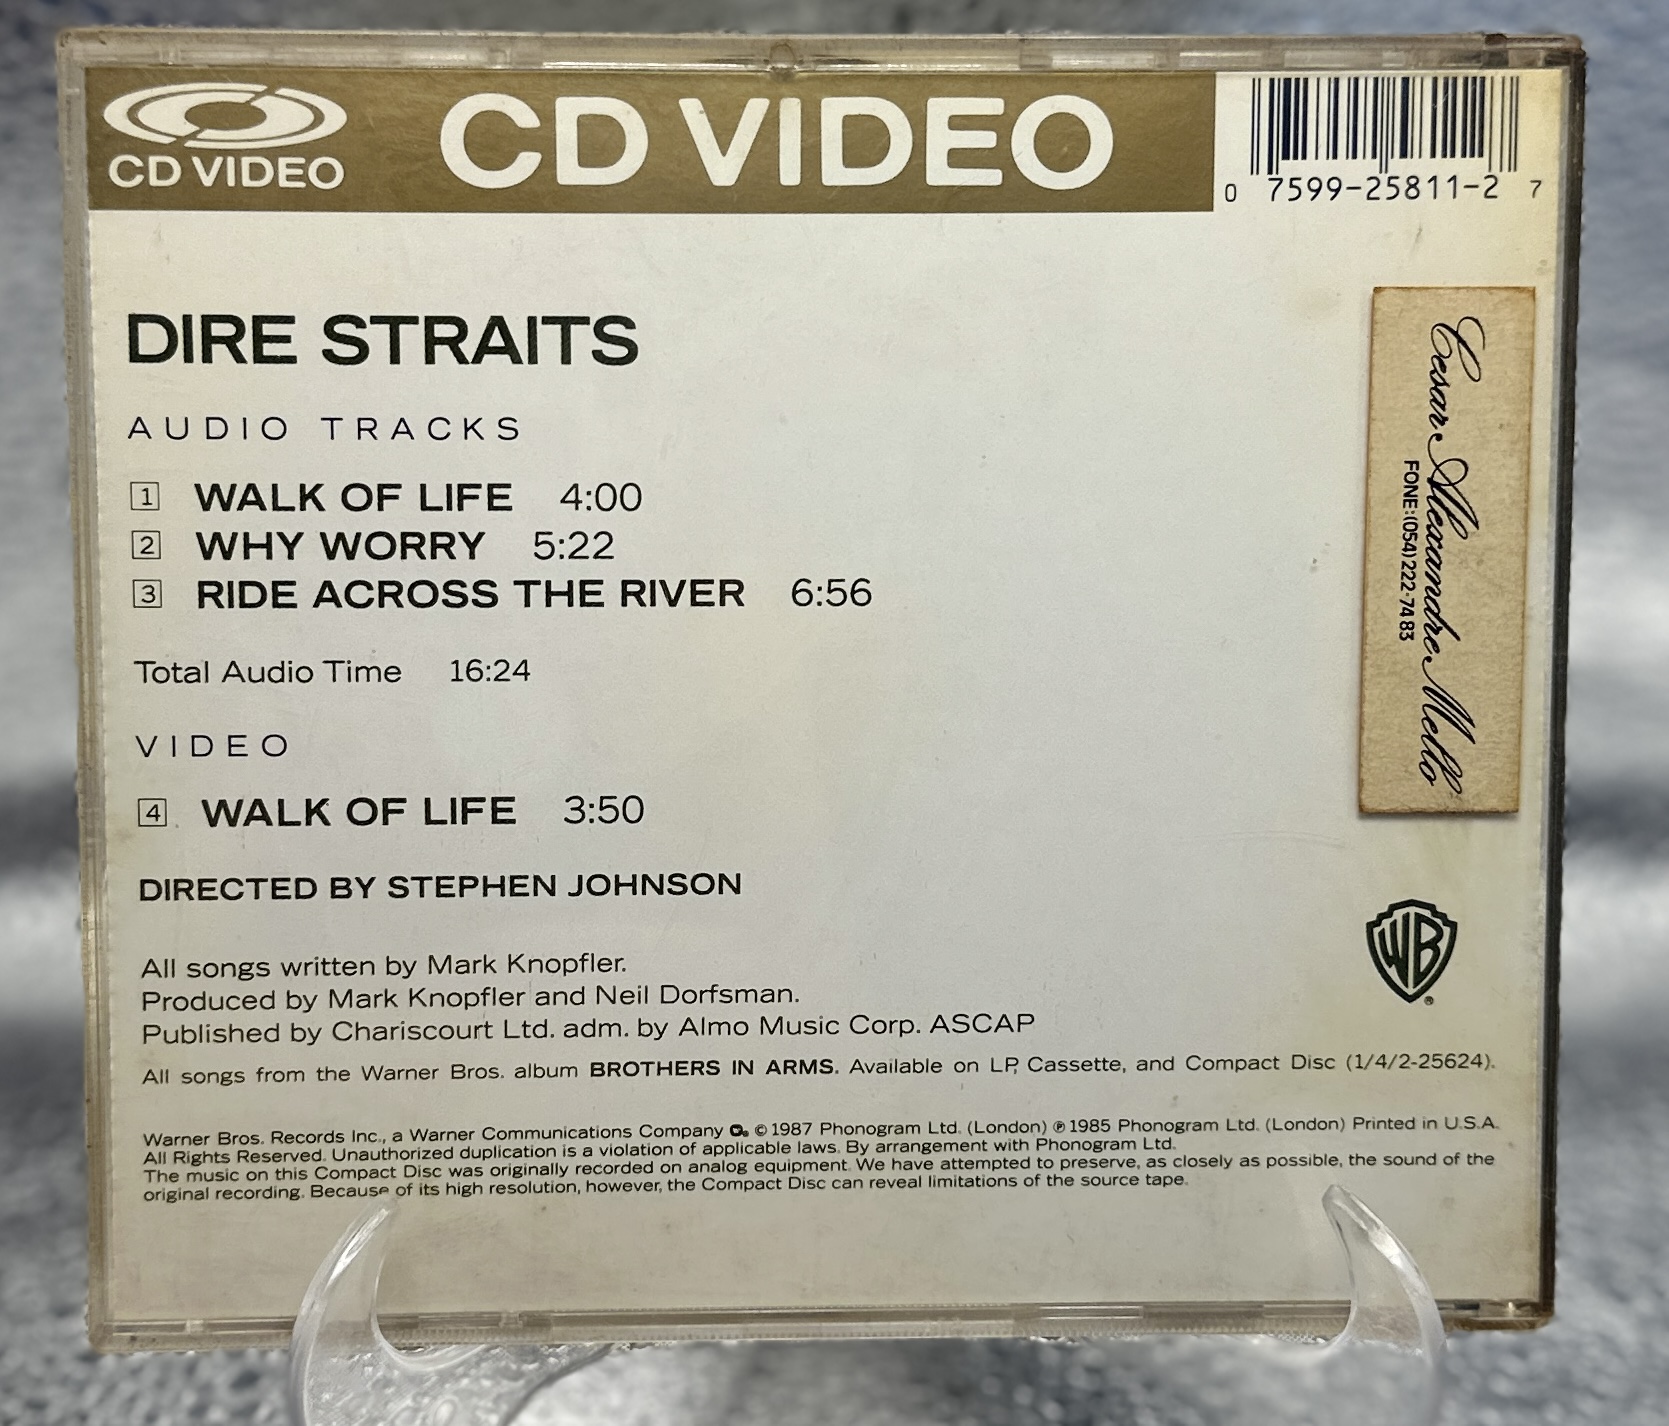 CD VIDEO
CD VIDEO
0 7599-25811-2 7
DIRE STRAITS
AUDIO TRACKS
1 WALK OF LIFE 4:00
2 WHY WORRY 5:22
3 RIDE ACROSS THE RIVER 6:56
Total Audio Time 16:24
VIDEO
4 WALK OF LIFE 3:50
DIRECTED BY STEPHEN JOHNSON
All songs written by Mark Knopfler.
Produced by Mark Knopfler and Neil Dorfsman.
Published by Chariscourt Ltd. adm. by Almo Music Corp. ASCAP
All songs from the Warner Bros. album BROTHERS IN ARMS. Available on LP, Cassette, and Compact Disc (1/4/2-25624).
Warner Bros. Records Inc., a Warner Communications Company © 1987 Phonogram Ltd. (London) ℗ 1985 Phonogram Ltd. (London) Printed in U.S.A.
All Rights Reserved. Unauthorized duplication is a violation of applicable laws. By arrangement with Phonogram Ltd.
The music on this Compact Disc was originally recorded on analog equipment. We have attempted to preserve, as closely as possible, the sound of the
original recording. Because of its high resolution, however, the Compact Disc can reveal limitations of the source tape.
Cesar Alexandre Mello
FONE:(054)222-7483
WB®